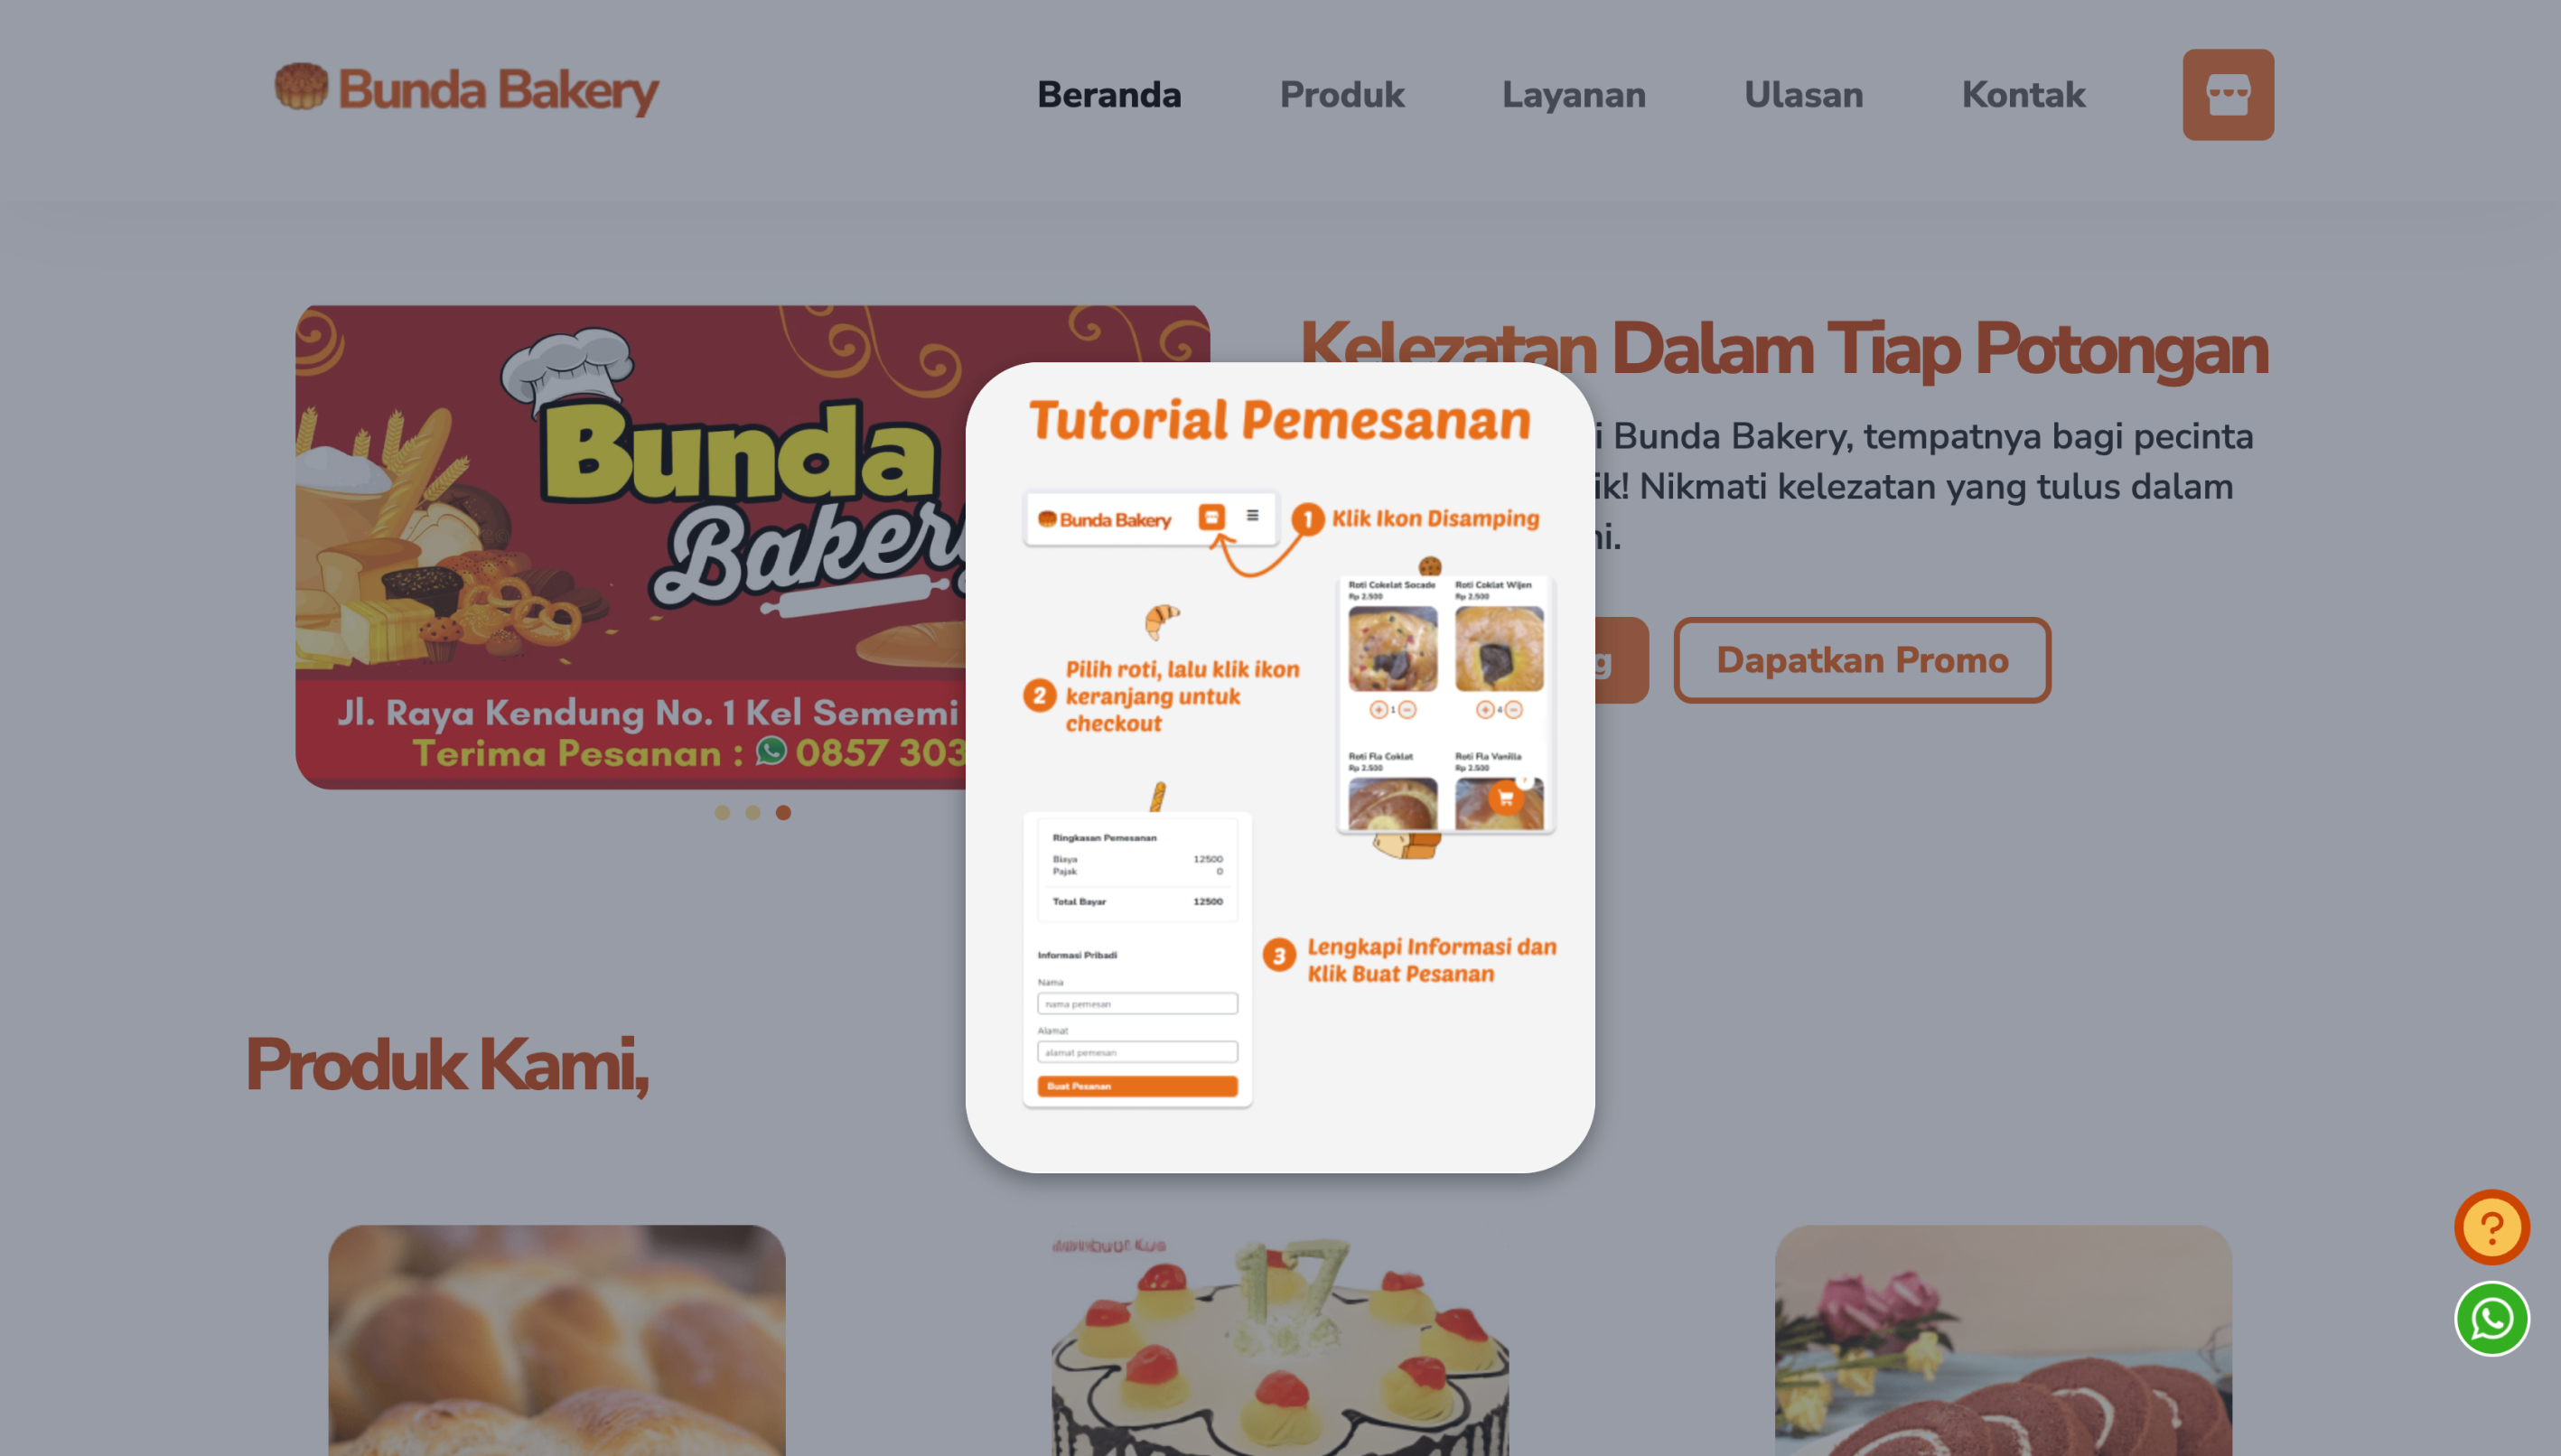 Bunda Bakery
Beranda
Produk
Layanan
Ulasan
Kontak
Bunda
Bakery
Jl. Raya Kendung No. 1 Kel Sememi
Terima Pesanan : 0857 303
Kelezatan Dalam Tiap Potongan
i Bunda Bakery, tempatnya bagi pecinta
ik! Nikmati kelezatan yang tulus dalam
ni.
g
Dapatkan Promo
Tutorial Pemesanan
Bunda Bakery
1 Klik Ikon Disamping
2 Pilih roti, lalu klik ikon
keranjang untuk
checkout
Roti Cokelat Socade
Rp 2.500
Roti Coklat Wijen
Rp 2.500
+ 1 −
+ 4 −
Roti Fla Coklat
Rp 2.500
Roti Fla Vanilla
Rp 2.500
Ringkasan Pemesanan
Biaya 12500
Pajak 0
Total Bayar 12500
Informasi Pribadi
Nama
nama pemesan
Alamat
alamat pemesan
Buat Pesanan
3 Lengkapi Informasi dan
Klik Buat Pesanan
Produk Kami,
17
?